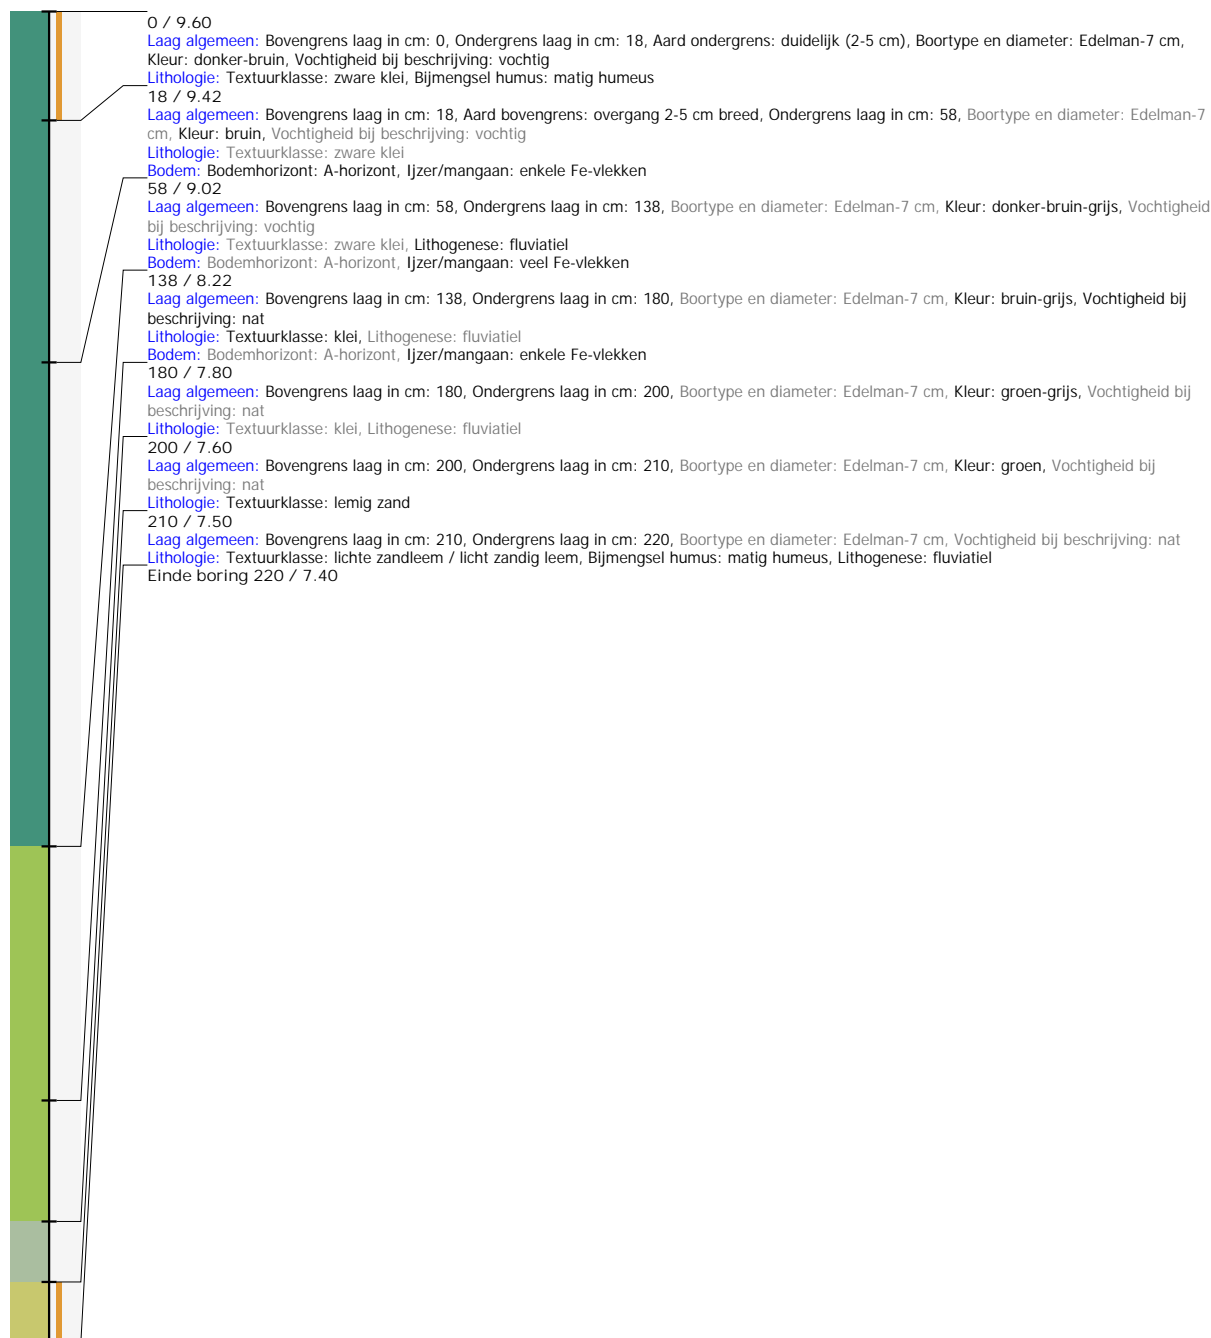 0 / 9.60
Laag algemeen: Bovengrens laag in cm: 0, Ondergrens laag in cm: 18, Aard ondergrens: duidelijk (2-5 cm), Boortype en diameter: Edelman-7 cm,
Kleur: donker-bruin, Vochtigheid bij beschrijving: vochtig
Lithologie: Textuurklasse: zware klei, Bijmengsel humus: matig humeus
18 / 9.42
Laag algemeen: Bovengrens laag in cm: 18, Aard bovengrens: overgang 2-5 cm breed, Ondergrens laag in cm: 58, Boortype en diameter: Edelman-7
cm, Kleur: bruin, Vochtigheid bij beschrijving: vochtig
Lithologie: Textuurklasse: zware klei
Bodem: Bodemhorizont: A-horizont, Ijzer/mangaan: enkele Fe-vlekken
58 / 9.02
Laag algemeen: Bovengrens laag in cm: 58, Ondergrens laag in cm: 138, Boortype en diameter: Edelman-7 cm, Kleur: donker-bruin-grijs, Vochtigheid
bij beschrijving: vochtig
Lithologie: Textuurklasse: zware klei, Lithogenese: fluviatiel
Bodem: Bodemhorizont: A-horizont, Ijzer/mangaan: veel Fe-vlekken
138 / 8.22
Laag algemeen: Bovengrens laag in cm: 138, Ondergrens laag in cm: 180, Boortype en diameter: Edelman-7 cm, Kleur: bruin-grijs, Vochtigheid bij
beschrijving: nat
Lithologie: Textuurklasse: klei, Lithogenese: fluviatiel
Bodem: Bodemhorizont: A-horizont, Ijzer/mangaan: enkele Fe-vlekken
180 / 7.80
Laag algemeen: Bovengrens laag in cm: 180, Ondergrens laag in cm: 200, Boortype en diameter: Edelman-7 cm, Kleur: groen-grijs, Vochtigheid bij
beschrijving: nat
Lithologie: Textuurklasse: klei, Lithogenese: fluviatiel
200 / 7.60
Laag algemeen: Bovengrens laag in cm: 200, Ondergrens laag in cm: 210, Boortype en diameter: Edelman-7 cm, Kleur: groen, Vochtigheid bij
beschrijving: nat
Lithologie: Textuurklasse: lemig zand
210 / 7.50
Laag algemeen: Bovengrens laag in cm: 210, Ondergrens laag in cm: 220, Boortype en diameter: Edelman-7 cm, Vochtigheid bij beschrijving: nat
Lithologie: Textuurklasse: lichte zandleem / licht zandig leem, Bijmengsel humus: matig humeus, Lithogenese: fluviatiel
Einde boring 220 / 7.40